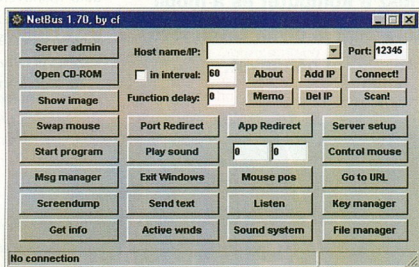 NetBus 1.70, by cf
Server admin Host name/IP: Port: 12345
Open CD-ROM in interval: 60 About Add IP Connect!
Show image Function delay: 0 Memo Del IP Scan!
Swap mouse Port Redirect App Redirect Server setup
Start program Play sound 0 0 Control mouse
Msg manager Exit Windows Mouse pos Go to URL
Screendump Send text Listen Key manager
Get info Active wnds Sound system File manager
No connection